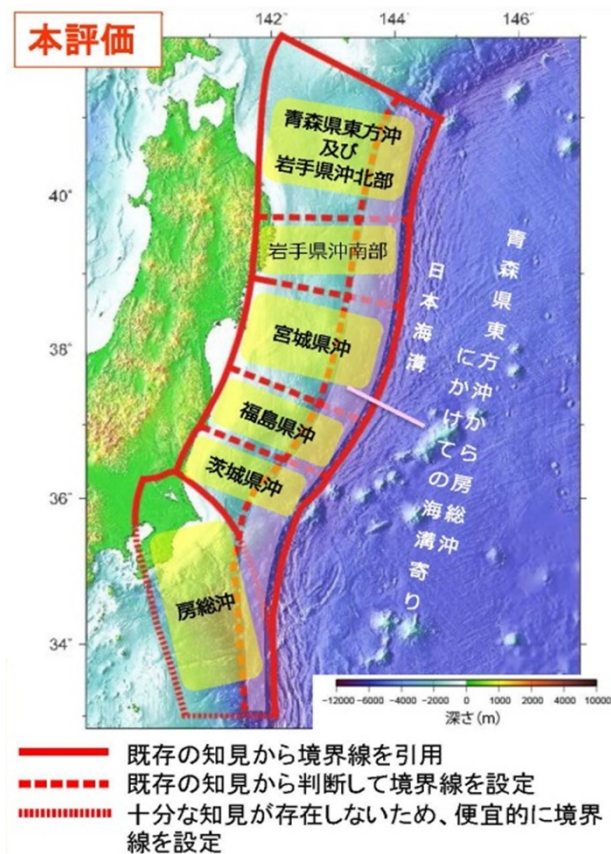 本評価
142˚
144˚
146˚
40˚
38˚
36˚
34˚
青森県東方沖
及び
岩手県沖北部
岩手県沖南部
宮城県沖
福島県沖
茨城県沖
房総沖
日本海溝
青森県東方沖から房総沖
にかけての海溝寄り
-12000 -8000 -6000 -4000 -2000 0 2000 4000 6000 8000 10000
深さ(m)
既存の知見から境界線を引用
既存の知見から判断して境界線を設定
十分な知見が存在しないため、便宜的に境界
線を設定